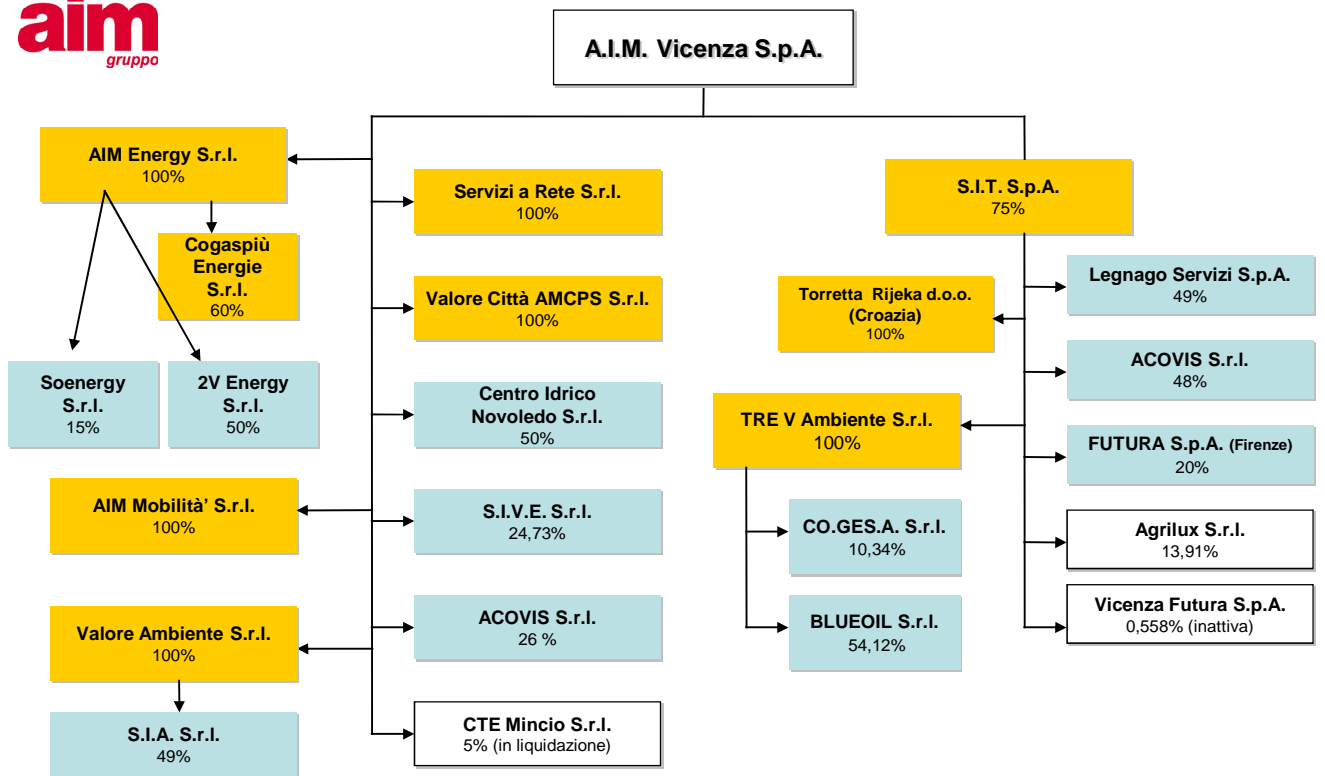 aim
gruppo
A.I.M. Vicenza S.p.A.
AIM Energy S.r.l.
100%
Cogaspiù
Energie
S.r.l.
60%
Soenergy
S.r.l.
15%
2V Energy
S.r.l.
50%
AIM Mobilità’ S.r.l.
100%
Valore Ambiente S.r.l.
100%
S.I.A. S.r.l.
49%
Servizi a Rete S.r.l.
100%
Valore Città AMCPS S.r.l.
100%
Centro Idrico
Novoledo S.r.l.
50%
S.I.V.E. S.r.l.
24,73%
ACOVIS S.r.l.
26 %
CTE Mincio S.r.l.
5% (in liquidazione)
S.I.T. S.p.A.
75%
Torretta Rijeka d.o.o.
(Croazia)
100%
TRE V Ambiente S.r.l.
100%
CO.GES.A. S.r.l.
10,34%
BLUEOIL S.r.l.
54,12%
Legnago Servizi S.p.A.
49%
ACOVIS S.r.l.
48%
FUTURA S.p.A. (Firenze)
20%
Agrilux S.r.l.
13,91%
Vicenza Futura S.p.A.
0,558% (inattiva)